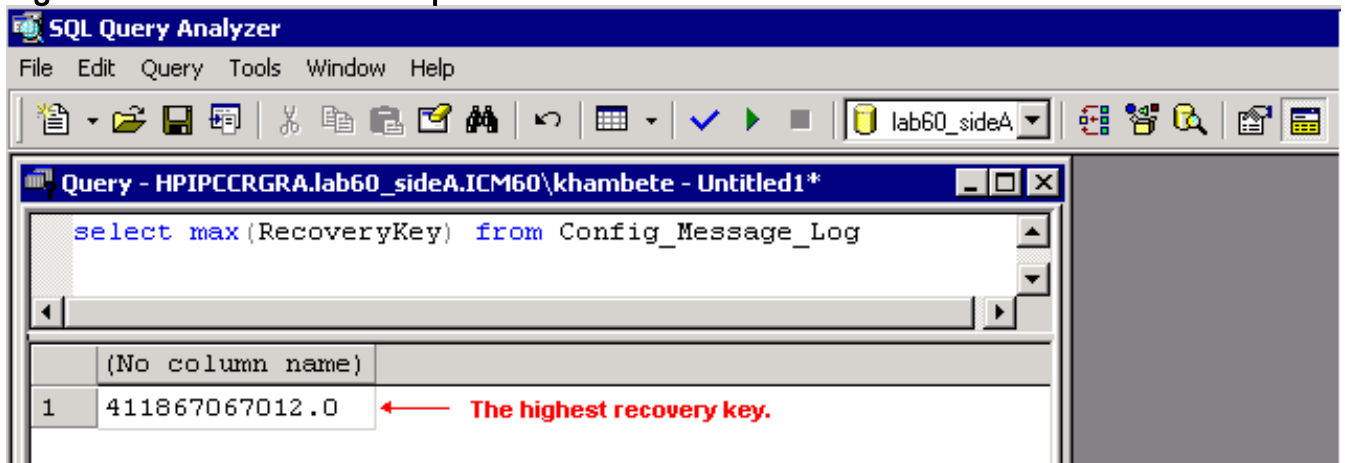 SQL Query Analyzer
File Edit Query Tools Window Help
lab60_sideA
Query - HPIPCCRGRA.lab60_sideA.ICM60\khambete - Untitled1*
select max(RecoveryKey) from Config_Message_Log
(No column name)
1 411867067012.0 The highest recovery key.